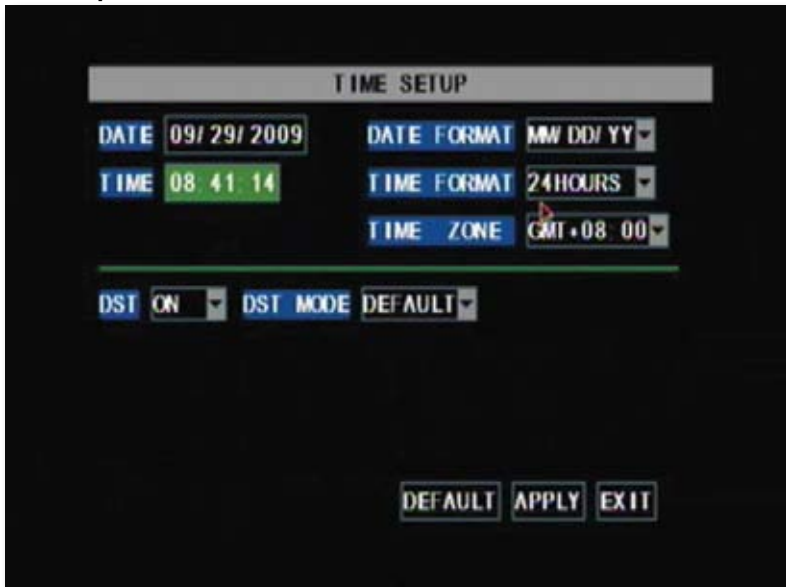 TIME SETUP
DATE 09/29/2009 DATE FORMAT MM/DD/YY
TIME 08:41:14 TIME FORMAT 24HOURS
TIME ZONE GMT+08:00
DST ON DST MODE DEFAULT
DEFAULT APPLY EXIT